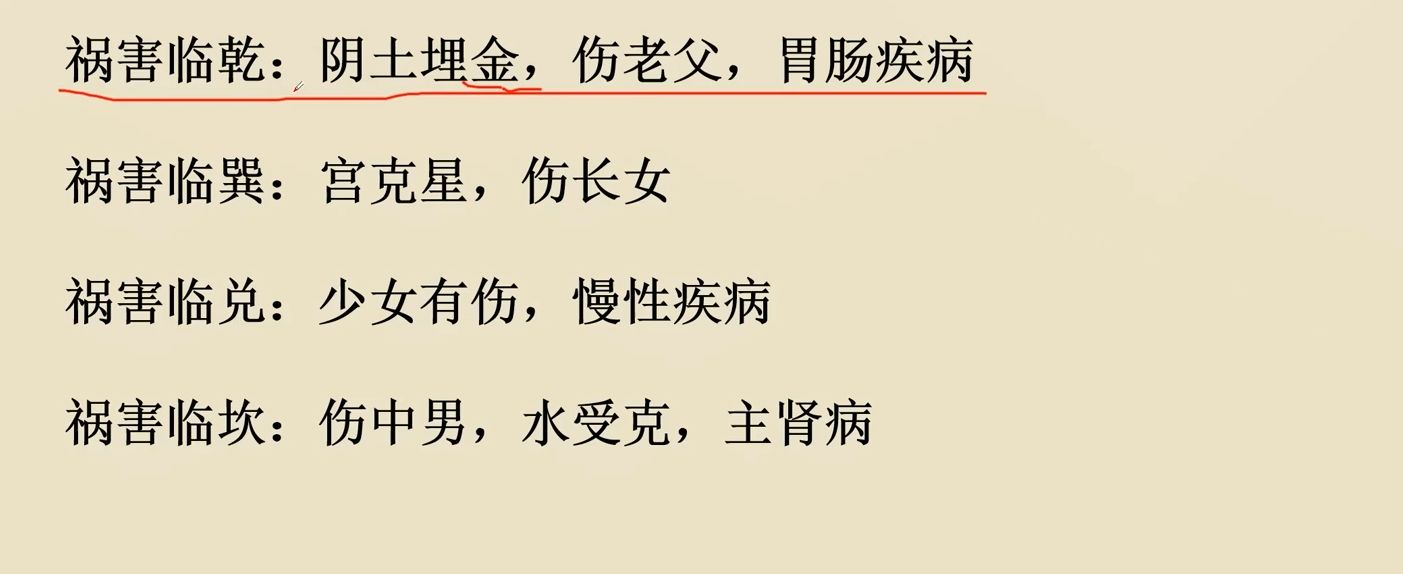 祸害临乾：阴土埋金，伤老父，胃肠疾病
祸害临巽：宫克星，伤长女
祸害临兑：少女有伤，慢性疾病
祸害临坎：伤中男，水受克，主肾病